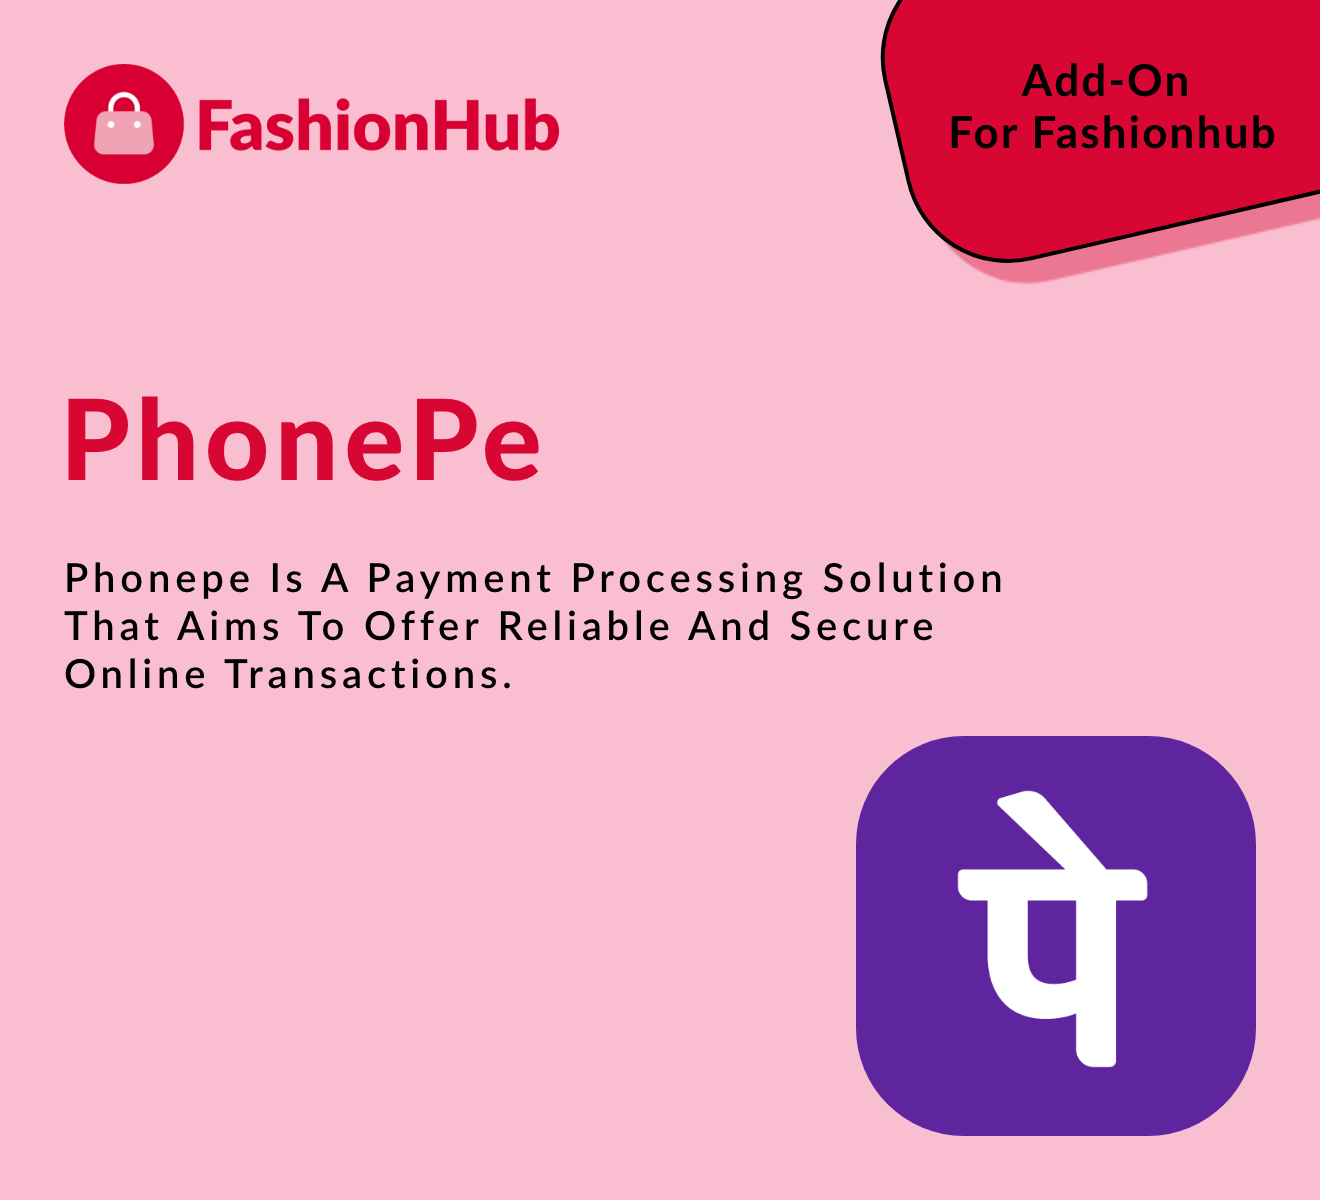 FashionHub
Add-On
For Fashionhub
PhonePe
Phonepe Is A Payment Processing Solution
That Aims To Offer Reliable And Secure
Online Transactions.
पे